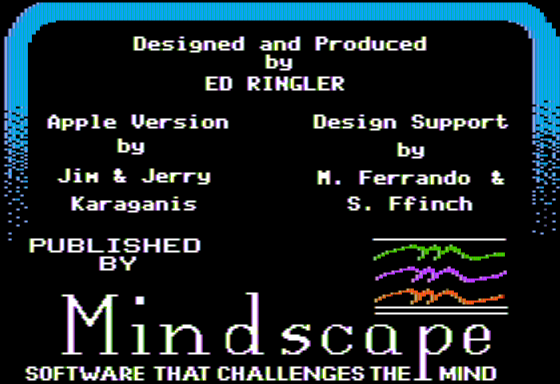 Designed and Produced
by
ED RINGLER
Apple Version
by
Jim & Jerry
Karaganis
Design Support
by
M. Ferrando &
S. Ffinch
PUBLISHED
BY
Mindscape
SOFTWARE THAT CHALLENGES THE MIND